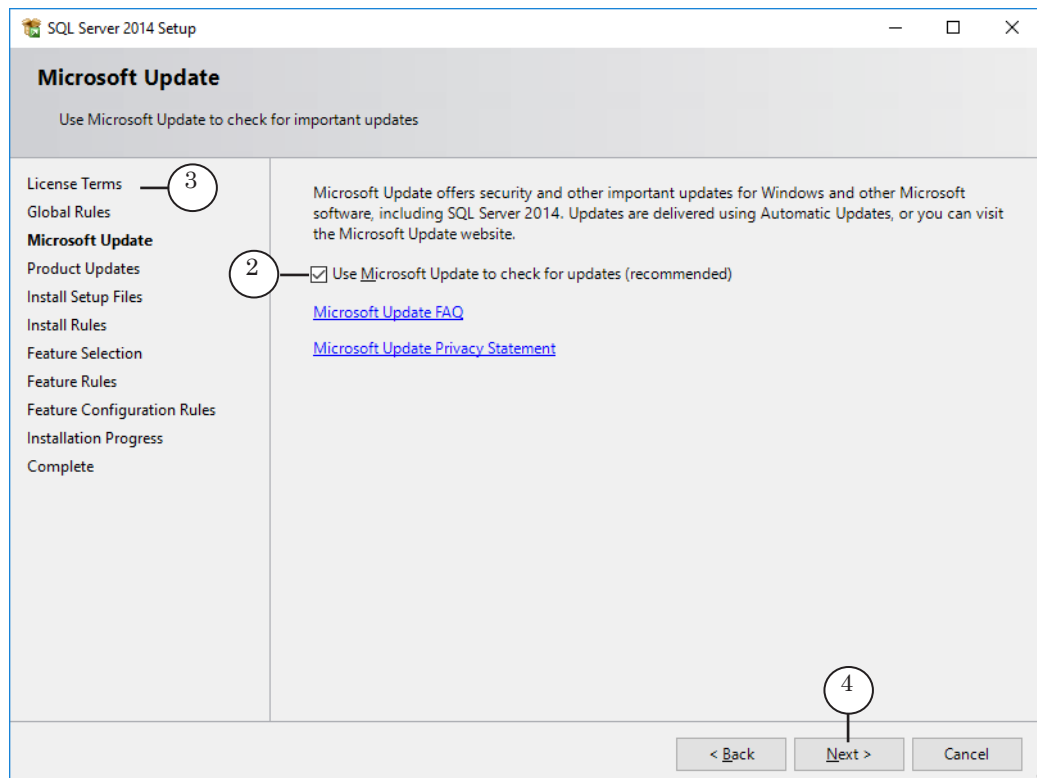 SQL Server 2014 Setup
Microsoft Update
Use Microsoft Update to check for important updates
License Terms
3
Global Rules
Microsoft Update
Product Updates
Install Setup Files
Install Rules
Feature Selection
Feature Rules
Feature Configuration Rules
Installation Progress
Complete
Microsoft Update offers security and other important updates for Windows and other Microsoft
software, including SQL Server 2014. Updates are delivered using Automatic Updates, or you can visit
the Microsoft Update website.
2
Use Microsoft Update to check for updates (recommended)
Microsoft Update FAQ
Microsoft Update Privacy Statement
4
< Back
Next >
Cancel